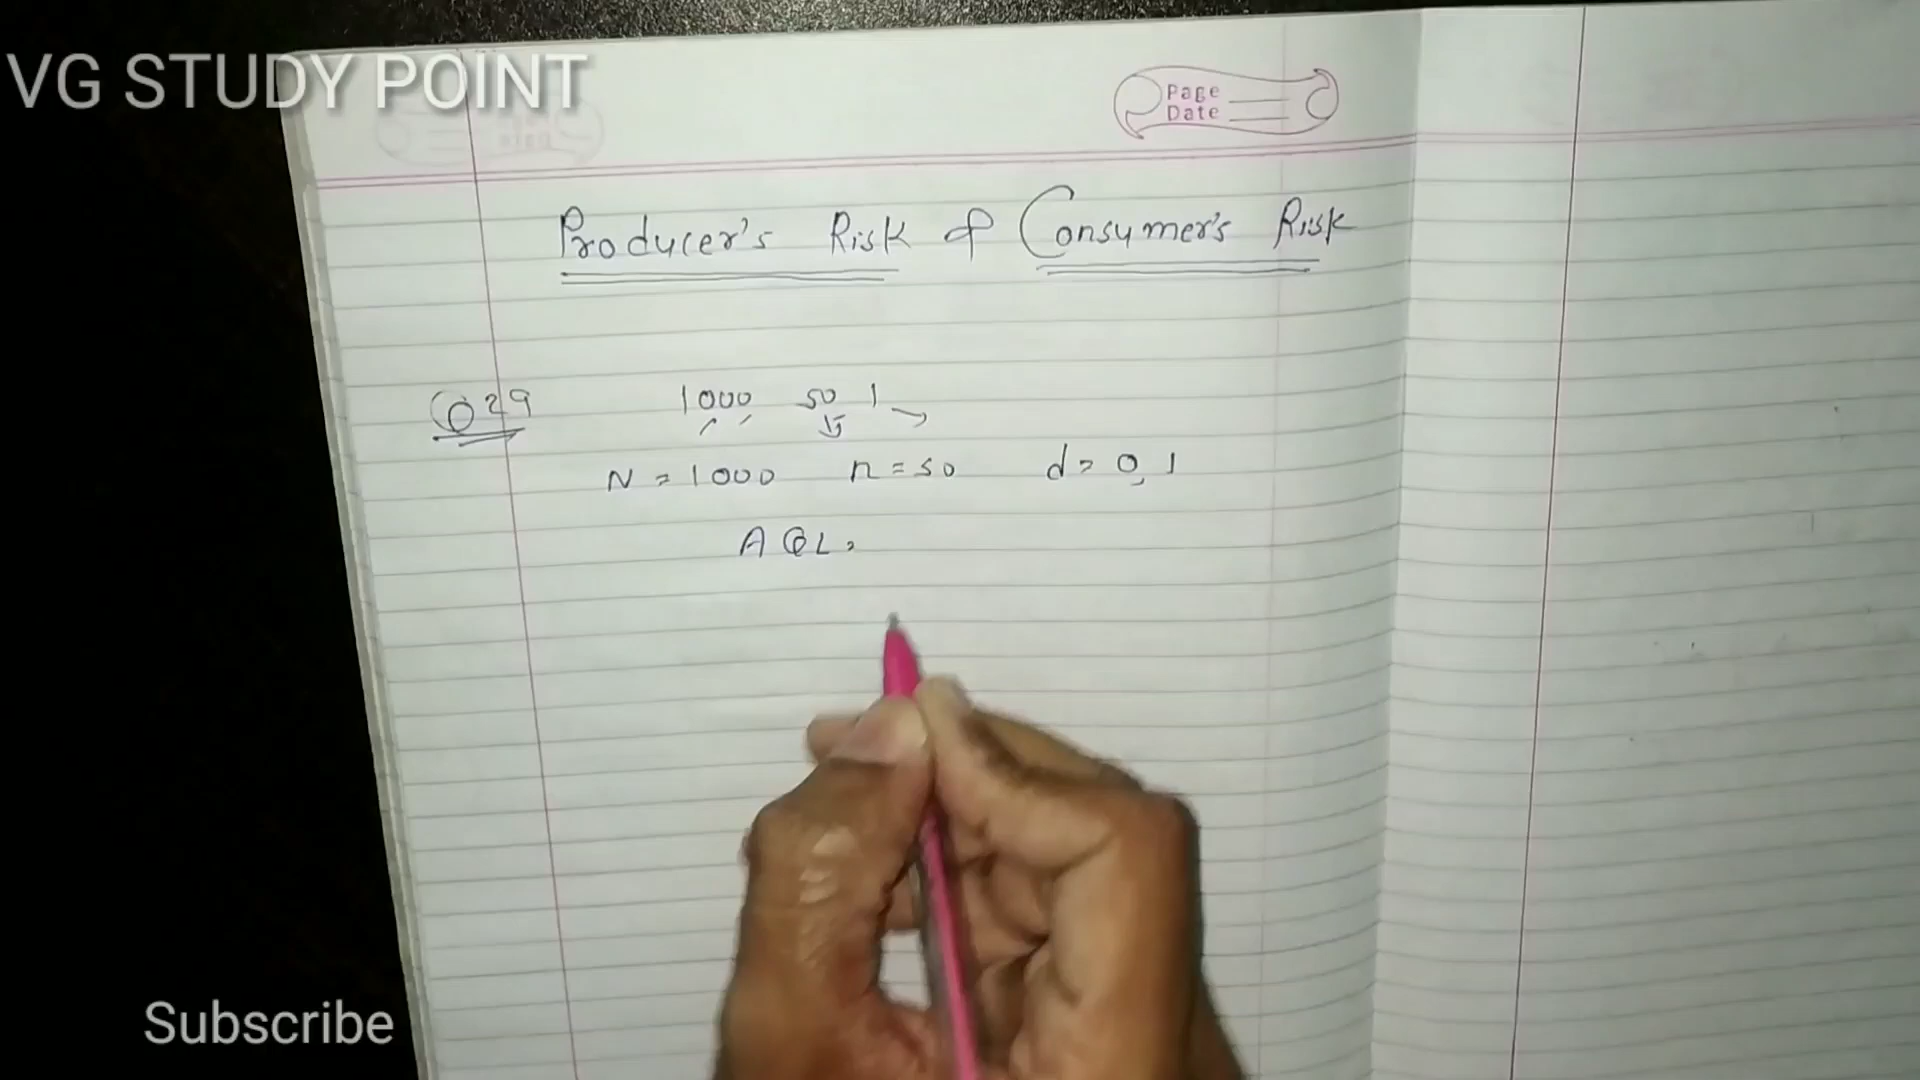 VG STUDY POINT
Page
Date
Producer's Risk & Consumer's Risk
Q29 1000 50 1
N = 1000 n = 50 d = 0, 1
AQL =
Subscribe